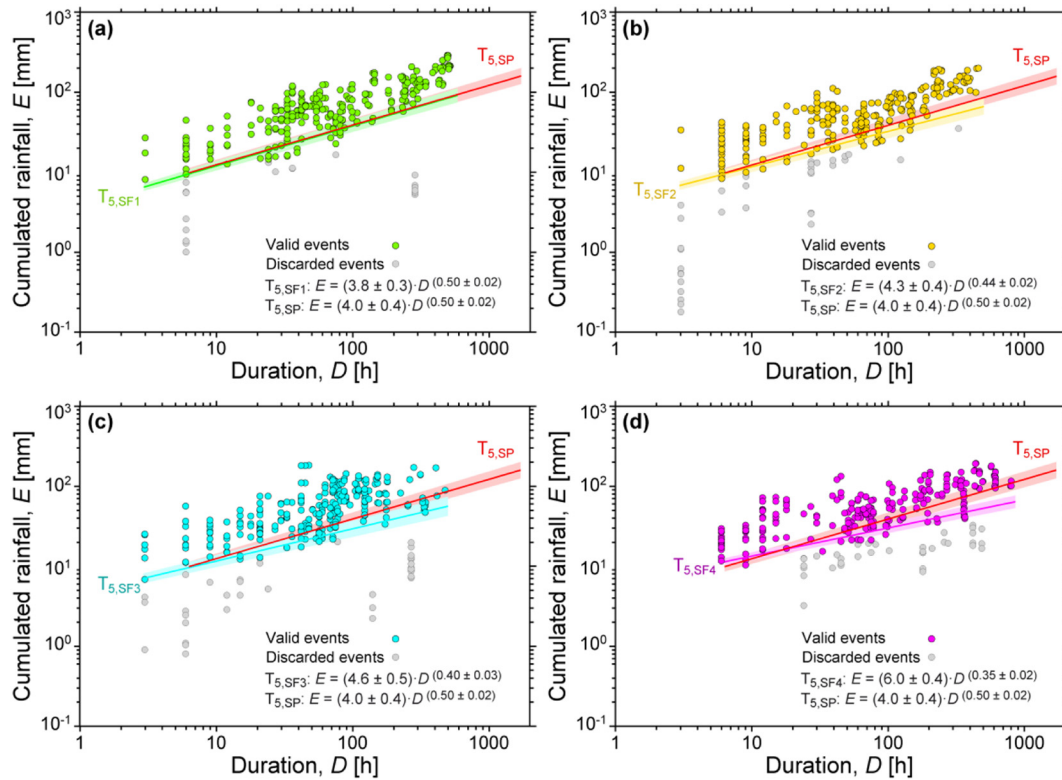 (a)
T5,SP
Cumulated rainfall, E [mm]
10³
10²
10¹
10⁰
10⁻¹
T5,SF1
Valid events
Discarded events
T5,SF1: E = (3.8 ± 0.3)·D^(0.50 ± 0.02)
T5,SP: E = (4.0 ± 0.4)·D^(0.50 ± 0.02)
1 10 100 1000
Duration, D [h]
(b)
T5,SP
Cumulated rainfall, E [mm]
10³
10²
10¹
10⁰
10⁻¹
T5,SF2
Valid events
Discarded events
T5,SF2: E = (4.3 ± 0.4)·D^(0.44 ± 0.02)
T5,SP: E = (4.0 ± 0.4)·D^(0.50 ± 0.02)
1 10 100 1000
Duration, D [h]
(c)
T5,SP
Cumulated rainfall, E [mm]
10³
10²
10¹
10⁰
10⁻¹
T5,SF3
Valid events
Discarded events
T5,SF3: E = (4.6 ± 0.5)·D^(0.40 ± 0.03)
T5,SP: E = (4.0 ± 0.4)·D^(0.50 ± 0.02)
1 10 100 1000
Duration, D [h]
(d)
T5,SP
Cumulated rainfall, E [mm]
10³
10²
10¹
10⁰
10⁻¹
T5,SF4
Valid events
Discarded events
T5,SF4: E = (6.0 ± 0.4)·D^(0.35 ± 0.02)
T5,SP: E = (4.0 ± 0.4)·D^(0.50 ± 0.02)
1 10 100 1000
Duration, D [h]